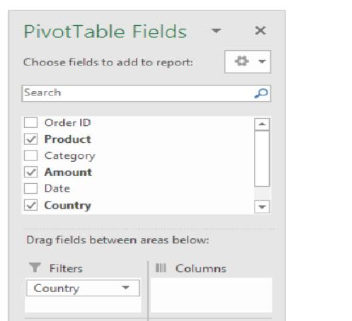 PivotTable Fields
Choose fields to add to report:
Search
Order ID
Product
Category
Amount
Date
Country
Drag fields between areas below:
Filters
Columns
Country